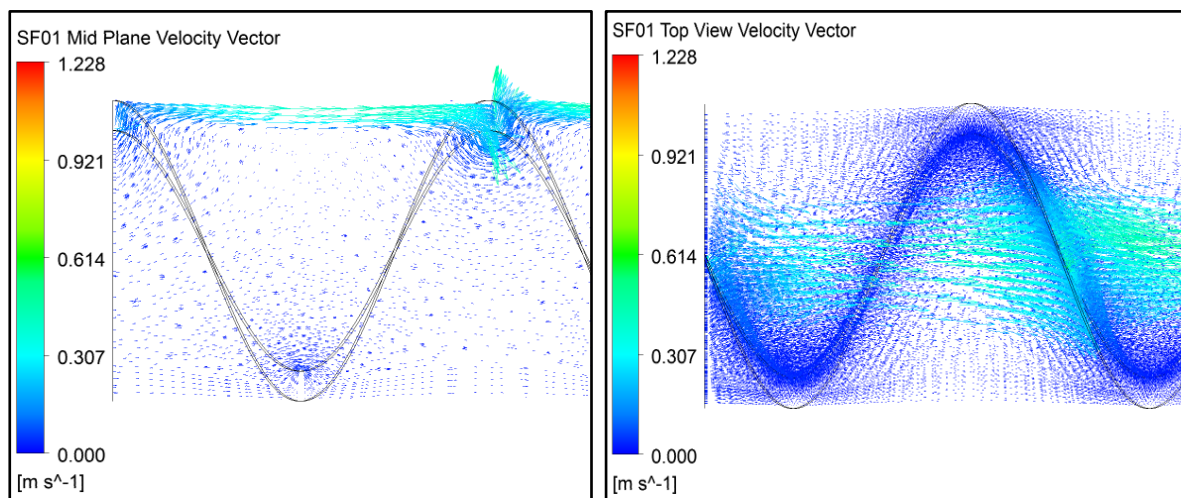 SF01 Mid Plane Velocity Vector
1.228
0.921
0.614
0.307
0.000
[m s^-1]
SF01 Top View Velocity Vector
1.228
0.921
0.614
0.307
0.000
[m s^-1]